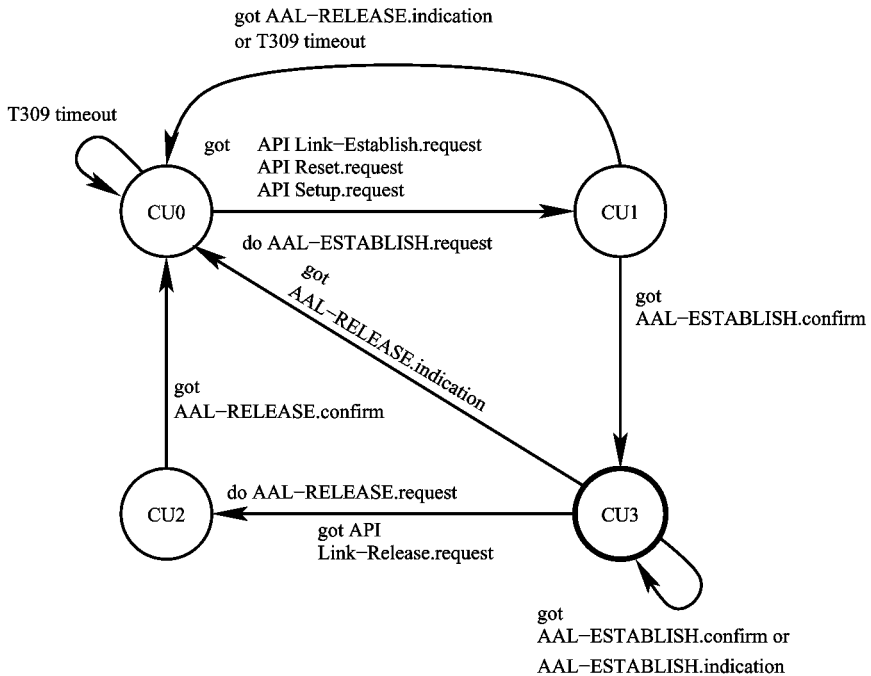 got AAL−RELEASE.indication
or T309 timeout
T309 timeout
got API Link−Establish.request
API Reset.request
API Setup.request
CU0
CU1
do AAL−ESTABLISH.request
got
AAL−RELEASE.indication
got
AAL−ESTABLISH.confirm
got
AAL−RELEASE.confirm
do AAL−RELEASE.request
CU2
CU3
got API
Link−Release.request
got
AAL−ESTABLISH.confirm or
AAL−ESTABLISH.indication